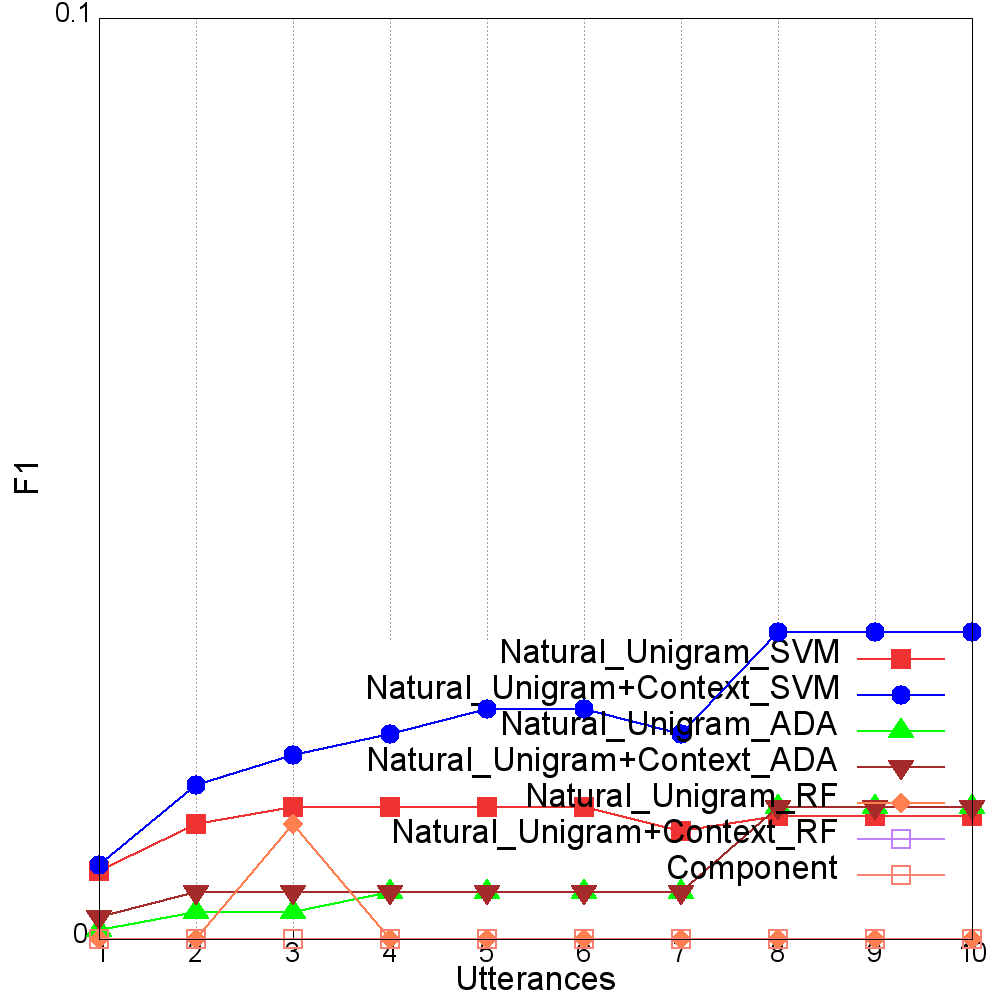 0.1
F1
Natural_Unigram_SVM
Natural_Unigram+Context_SVM
Natural_Unigram_ADA
Natural_Unigram+Context_ADA
Natural_Unigram_RF
Natural_Unigram+Context_RF
Component
0
1 2 3 4 5 6 7 8 9 10
Utterances